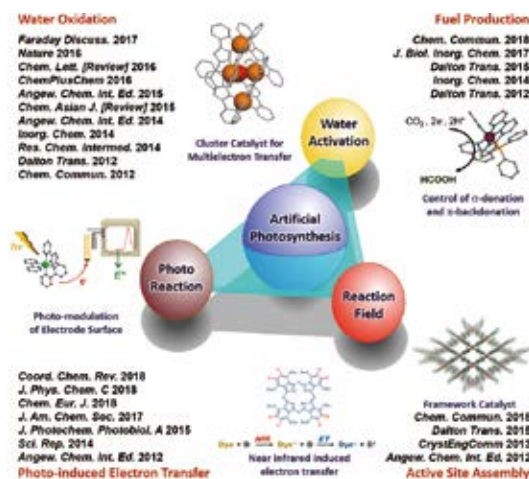 Water Oxidation
Faraday Discuss. 2017
Nature 2016
Chem. Lett. [Review] 2016
ChemPlusChem 2016
Angew. Chem. Int. Ed. 2015
Chem. Asian J. [Review] 2015
Angew. Chem. Int. Ed. 2014
Inorg. Chem. 2014
Res. Chem. Intermed. 2014
Dalton Trans. 2012
Chem. Commun. 2012
Cluster Catalyst for
Multielectron Transfer
Fuel Production
Chem. Commun. 2018
J. Biol. Inorg. Chem. 2017
Dalton Trans. 2015
Inorg. Chem. 2015
Dalton Trans. 2012
CO₂, 2e⁻, 2H⁺
HCOOH
Control of σ-donation
and π-backdonation
Water
Activation
Artificial
Photosynthesis
Photo
Reaction
Reaction
Field
Photo-modulation
of Electrode Surface
Coord. Chem. Rev. 2018
J. Phys. Chem. C 2018
Chem. Eur. J. 2018
J. Am. Chem. Soc. 2017
J. Photochem. Photobiol. A 2015
Sci. Rep. 2014
Angew. Chem. Int. Ed. 2012
Photo-induced Electron Transfer
Near infrared induced
electron transfer
Framework Catalyst
Chem. Commun. 2018
Dalton Trans. 2015
CrystEngComm
Angew. Chem. Int. Ed. 2012
Active Site Assembly